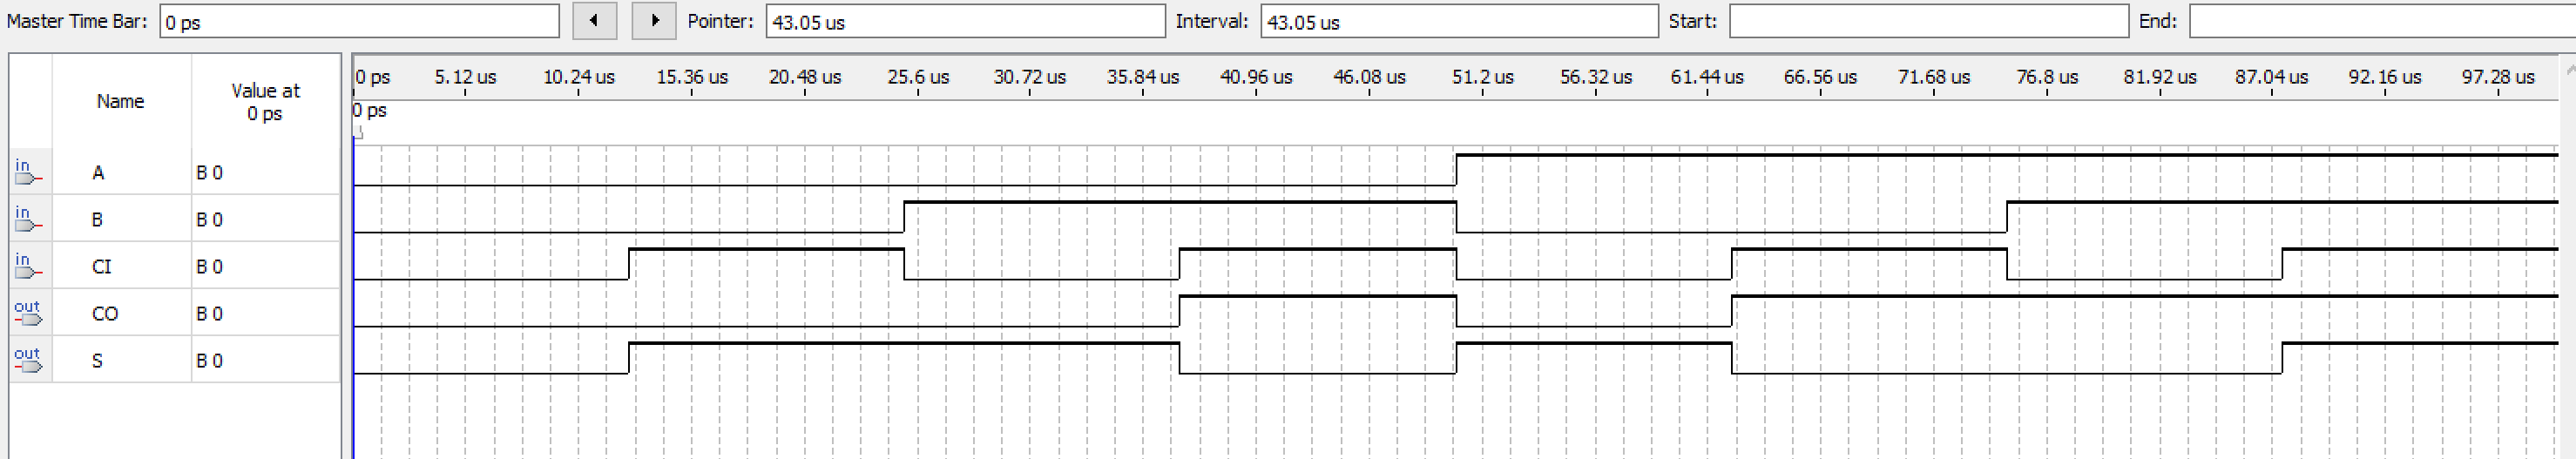 Master Time Bar: 0 ps Pointer: 43.05 us Interval: 43.05 us Start: End:
Name Value at 0 ps
0 ps 5.12 us 10.24 us 15.36 us 20.48 us 25.6 us 30.72 us 35.84 us 40.96 us 46.08 us 51.2 us 56.32 us 61.44 us 66.56 us 71.68 us 76.8 us 81.92 us 87.04 us 92.16 us 97.28 us
0 ps
in A B 0
in B B 0
in CI B 0
out CO B 0
out S B 0